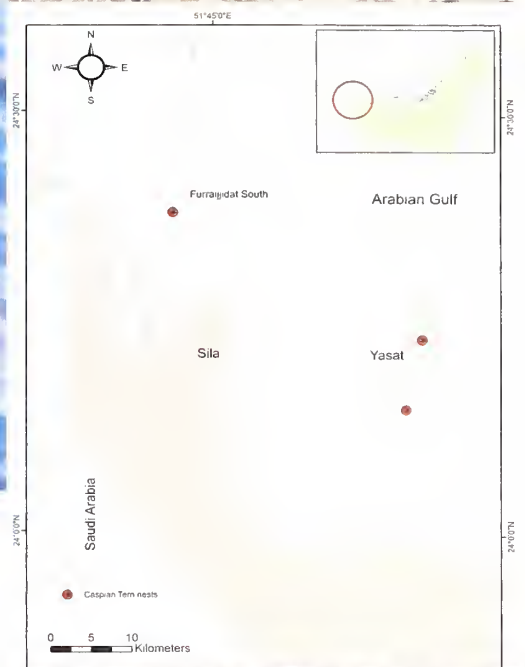 51°45'0"E
N
W E
S
24°30'0"N
24°30'0"N
Furraijidat South
Arabian Gulf
Sila
Yasat
Saudi Arabia
24°0'0"N
24°0'0"N
Caspian Tern nests
0 5 10
Kilometers